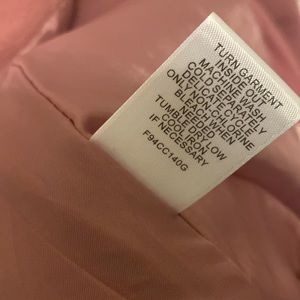 TURN GARMENT
INSIDE OUT
MACHINE WASH
COLD SEPARATELY
DELICATE CYCLE
ONLY NON-CHLORINE
BLEACH WHEN
NEEDED
TUMBLE DRY LOW
COOL IRON
IF NECESSARY
F94CC140G